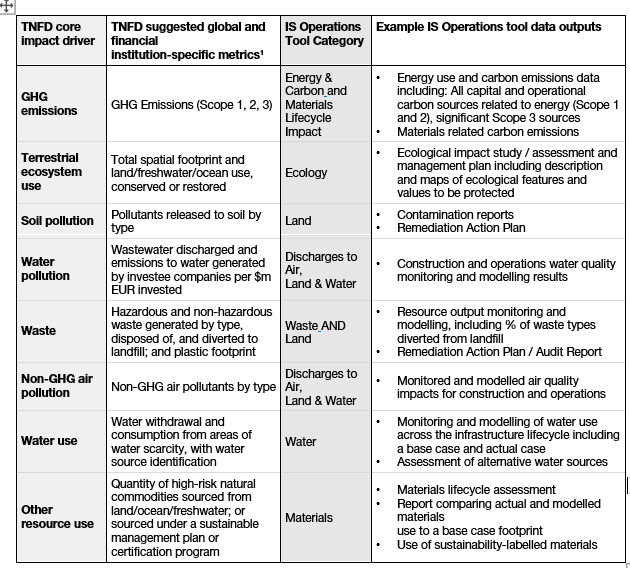 TNFD core
impact driver
TNFD suggested global and
financial
institution-specific metrics¹
IS Operations
Tool Category
Example IS Operations tool data outputs
GHG
emissions
GHG Emissions (Scope 1, 2, 3)
Energy &
Carbon and
Materials
Lifecycle
Impact
• Energy use and carbon emissions data
including: All capital and operational
carbon sources related to energy (Scope 1
and 2), significant Scope 3 sources
• Materials related carbon emissions
Terrestrial
ecosystem
use
Total spatial footprint and
land/freshwater/ocean use,
conserved or restored
Ecology
• Ecological impact study / assessment and
management plan including description
and maps of ecological features and
values to be protected
Soil pollution
Pollutants released to soil by
type
Land
• Contamination reports
• Remediation Action Plan
Water
pollution
Wastewater discharged and
emissions to water generated
by investee companies per $m
EUR invested
Discharges to
Air,
Land & Water
• Construction and operations water quality
monitoring and modelling results
Waste
Hazardous and non-hazardous
waste generated by type,
disposed of, and diverted to
landfill; and plastic footprint
Waste AND
Land
• Resource output monitoring and
modelling, including % of waste types
diverted from landfill
• Remediation Action Plan / Audit Report
Non-GHG air
pollution
Non-GHG air pollutants by type
Discharges to
Air,
Land & Water
• Monitored and modelled air quality
impacts for construction and operations
Water use
Water withdrawal and
consumption from areas of
water scarcity, with water
source identification
Water
• Monitoring and modelling of water use
across the infrastructure lifecycle including
a base case and actual case
• Assessment of alternative water sources
Other
resource use
Quantity of high-risk natural
commodities sourced from
land/ocean/freshwater; or
sourced under a sustainable
management plan or
certification program
Materials
• Materials lifecycle assessment
• Report comparing actual and modelled
materials
use to a base case footprint
• Use of sustainability-labelled materials